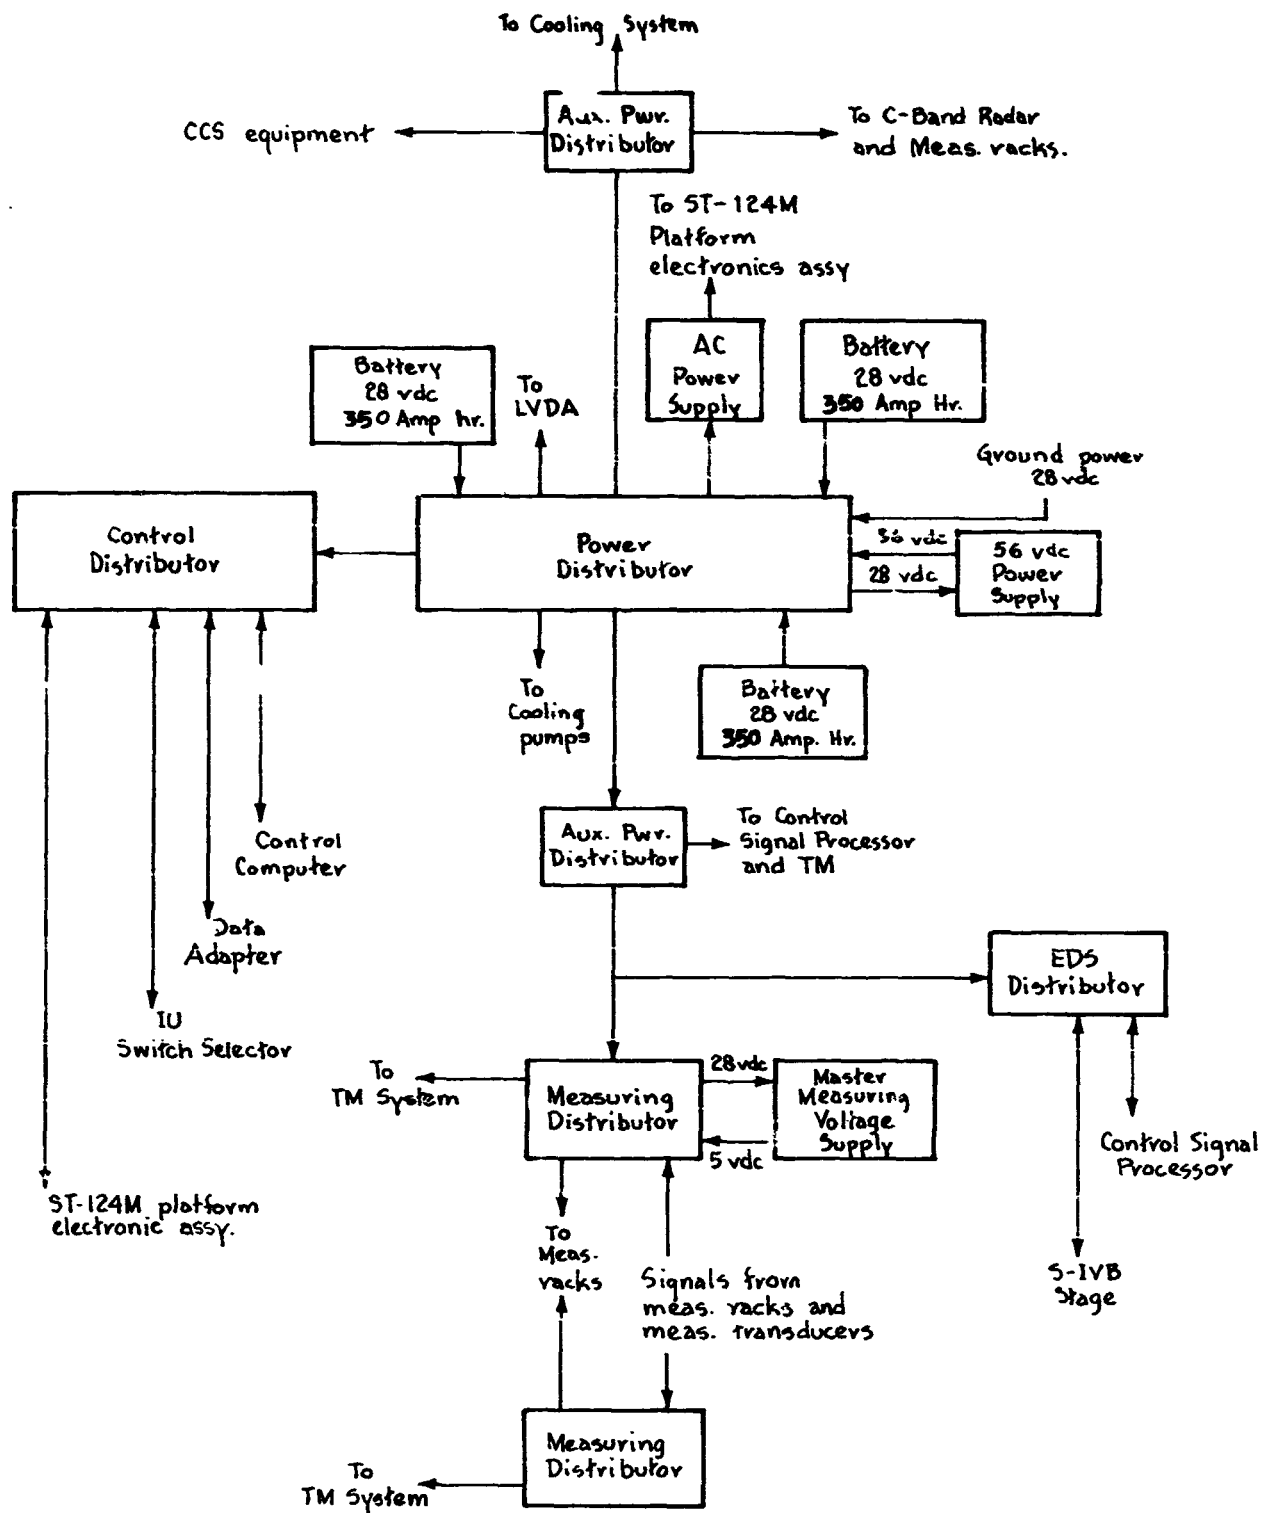 To Cooling System
Aux. Pwr.
Distributor
CCS equipment
To C-Band Radar
and Meas. racks.
To ST-124M
Platform
electronics assy
Battery
28 vdc
350 Amp hr.
To
LVDA
AC
Power
Supply
Battery
28 vdc
350 Amp Hr.
Ground power
28 vdc
Control
Distributor
Power
Distributor
56 vdc
28 vdc
56 vdc
Power
Supply
To
Cooling
pumps
Battery
28 vdc
350 Amp. Hr.
Control
Computer
Aux. Pwr.
Distributor
To Control
Signal Processor
and TM
Data
Adapter
EDS
Distributor
IU
Switch Selector
To
TM System
Measuring
Distributor
28 vdc
5 vdc
Master
Measuring
Voltage
Supply
Control Signal
Processor
ST-124M platform
electronic assy.
To
Meas.
racks
Signals from
meas. racks and
meas. transducers
S-IVB
Stage
Measuring
Distributor
To
TM System